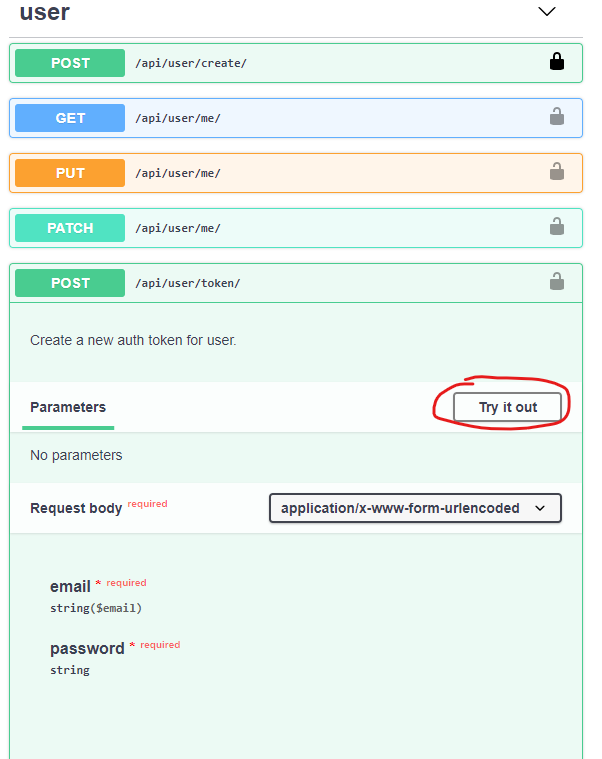 user
POST /api/user/create/
GET /api/user/me/
PUT /api/user/me/
PATCH /api/user/me/
POST /api/user/token/
Create a new auth token for user.
Parameters Try it out
No parameters
Request body required application/x-www-form-urlencoded
email * required
string($email)
password * required
string